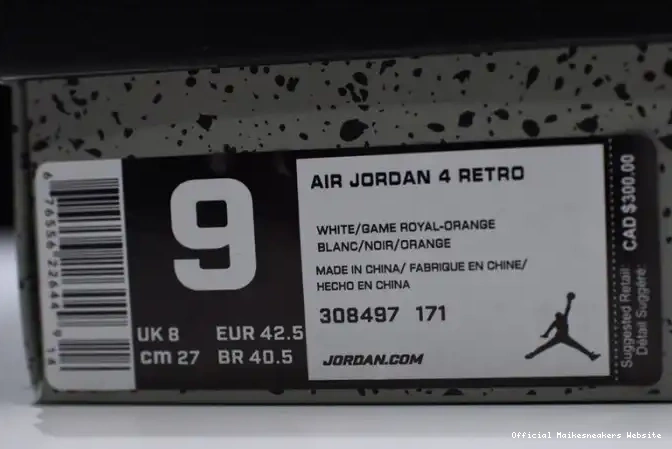 9
AIR JORDAN 4 RETRO
WHITE/GAME ROYAL-ORANGE
BLANC/NOIR/ORANGE
MADE IN CHINA/ FABRIQUE EN CHINE/
HECHO EN CHINA
308497 171
UK 8 EUR 42.5
cm 27 BR 40.5
JORDAN.COM
Suggested Retail: CAD $300.00
Détail Suggéré:
Official Maikesneakers Website